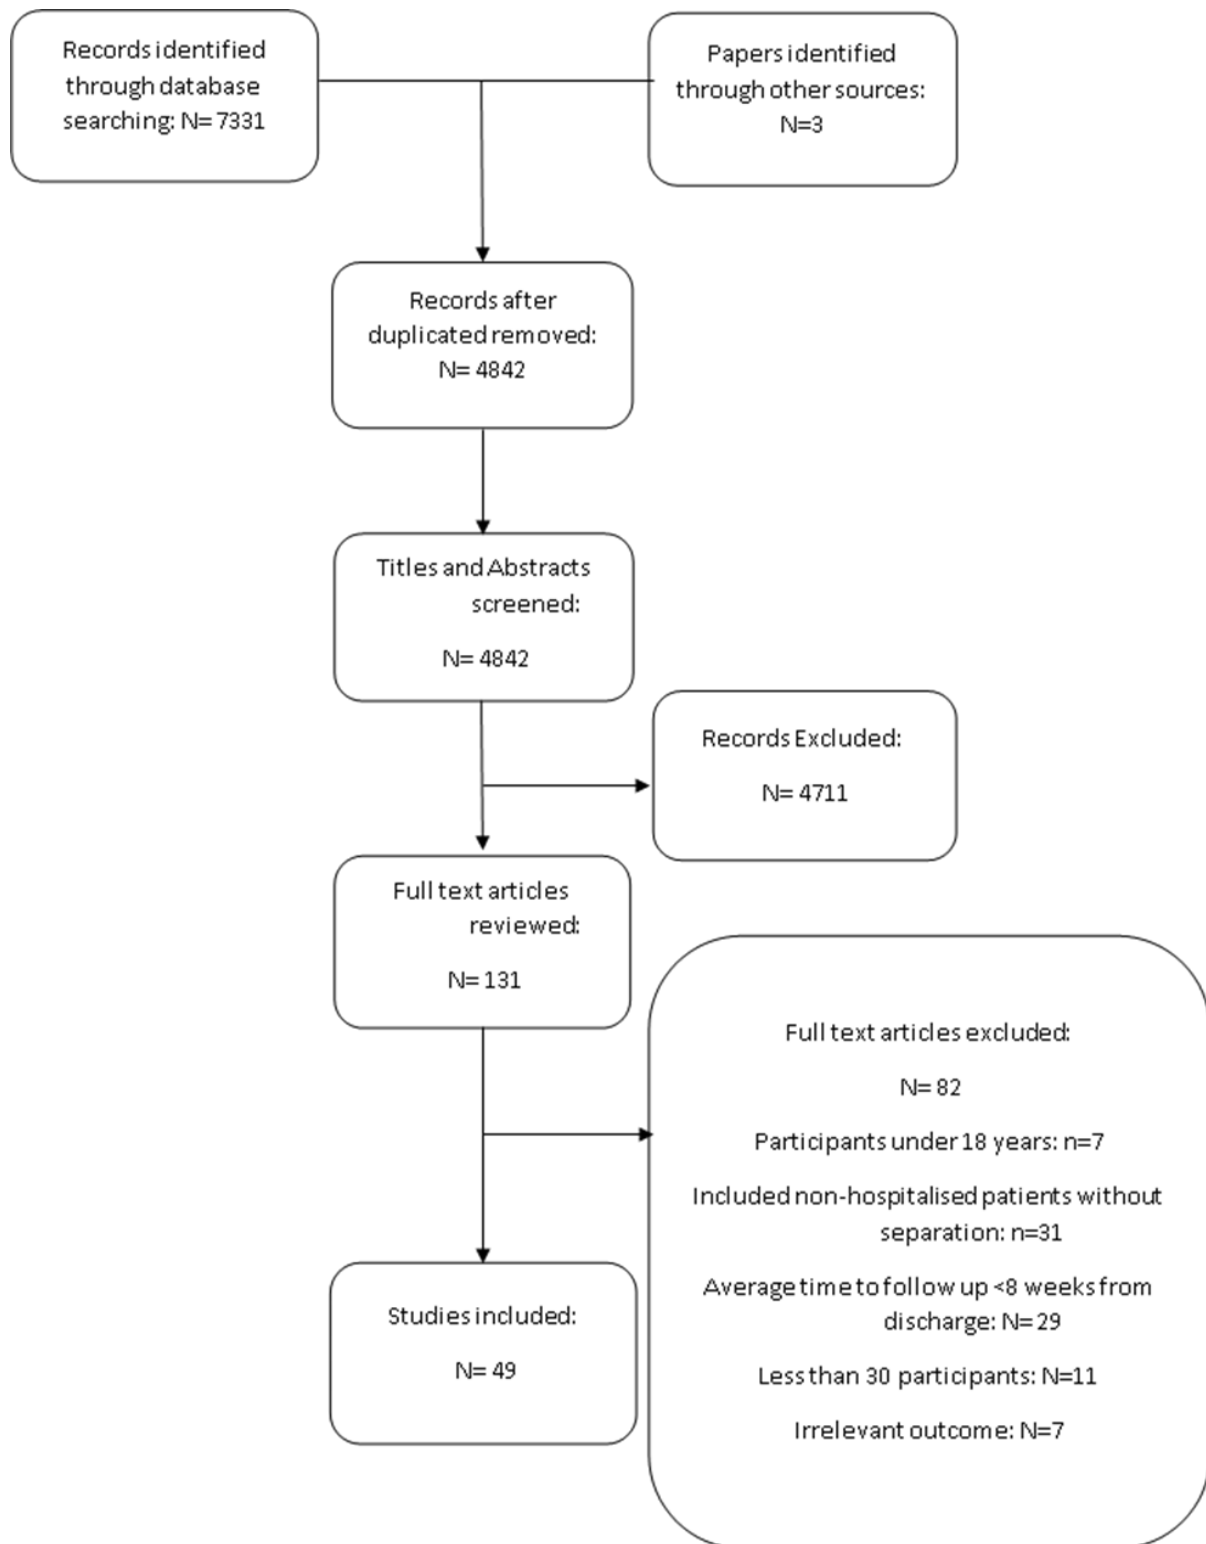 Records identified
through database
searching: N= 7331
Papers identified
through other sources:
N=3
Records after
duplicated removed:
N= 4842
Titles and Abstracts
screened:
N= 4842
Records Excluded:
N= 4711
Full text articles
reviewed:
N= 131
Full text articles excluded:
N= 82
Participants under 18 years: n=7
Included non-hospitalised patients without
separation: n=31
Average time to follow up <8 weeks from
discharge: N= 29
Less than 30 participants: N=11
Irrelevant outcome: N=7
Studies included:
N= 49